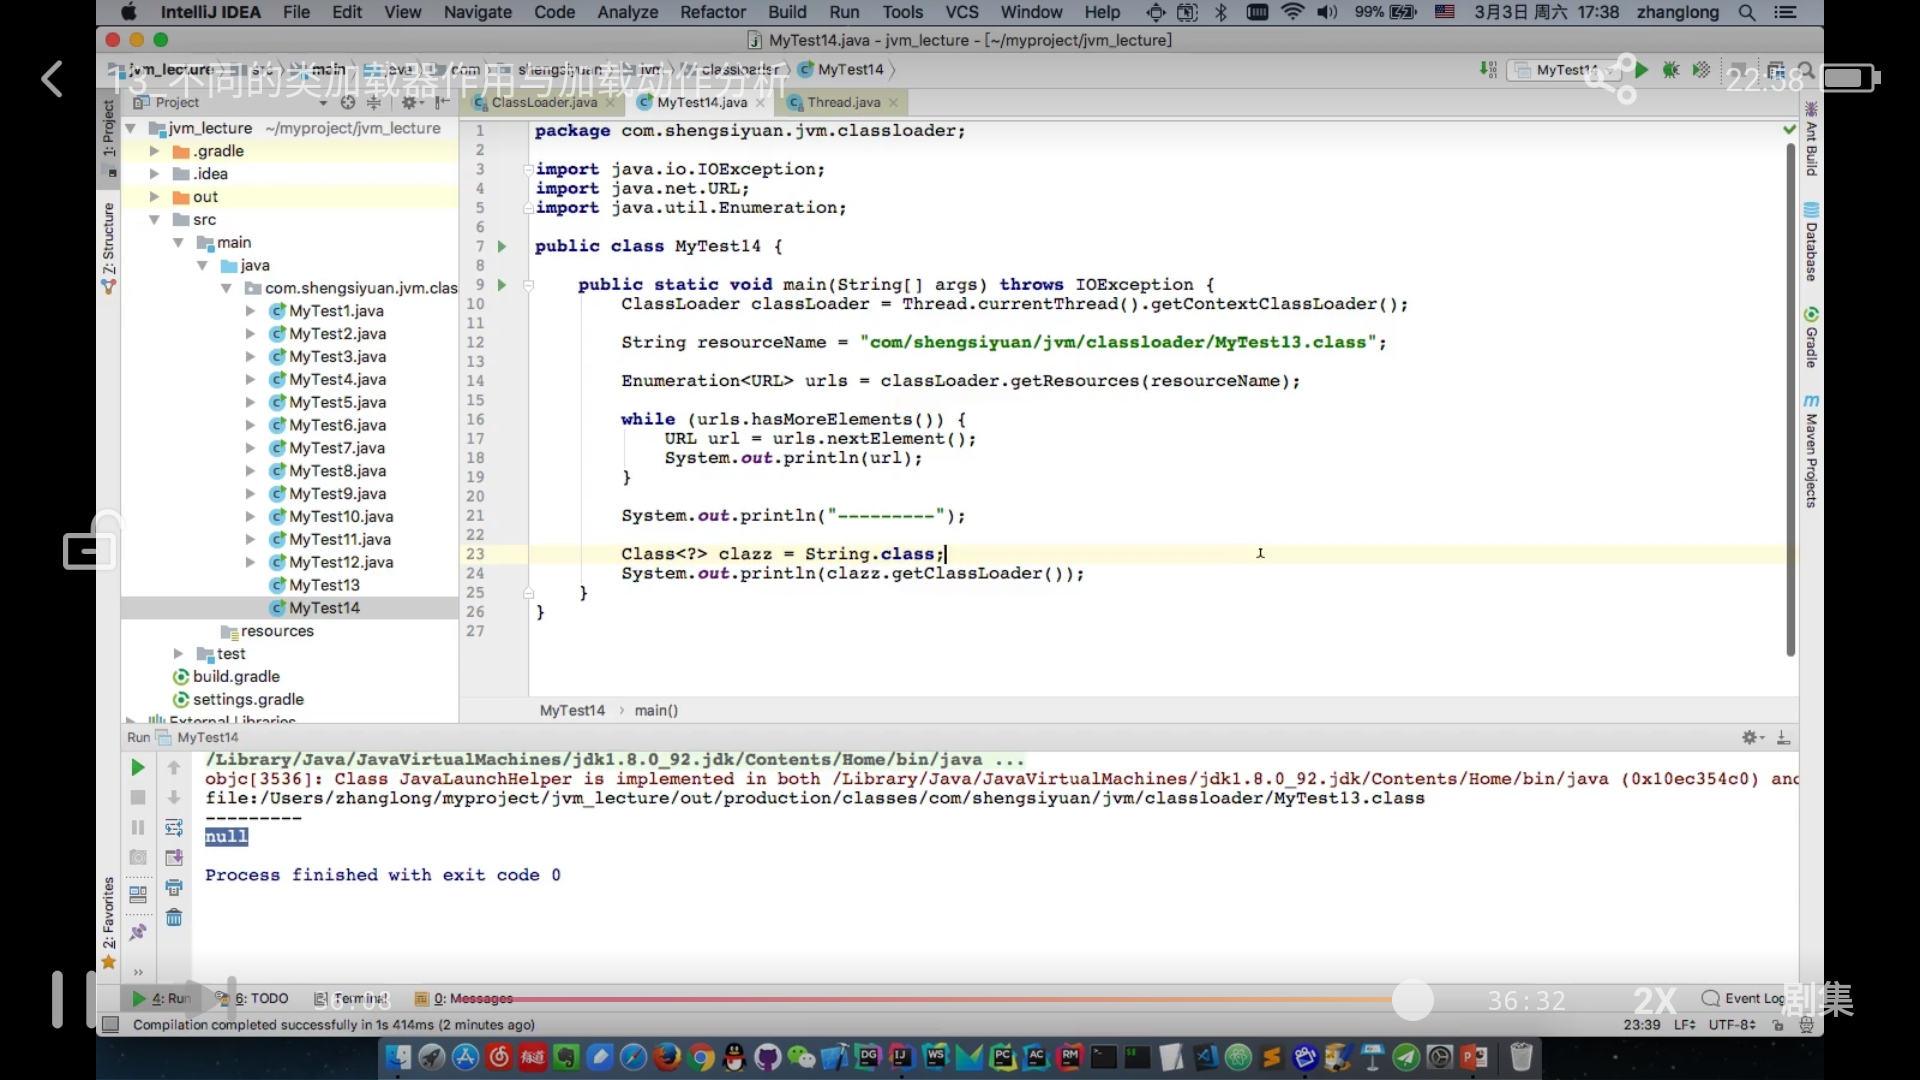 IntelliJ IDEA File Edit View Navigate Code Analyze Refactor Build Run Tools VCS Window Help 99% 3月3日 周六 17:38 zhanglong
MyTest14.java - jvm_lecture - [~/myproject/jvm_lecture]
13_不同的类加载器作用与加载动作分析
jvm_lecture src main java com shengsiyuan jvm classloader MyTest14
MyTest14
22:58
Project
ClassLoader.java MyTest14.java Thread.java
1: Project
Z: Structure
2: Favorites
Ant Build
Database
Gradle
Maven Projects
jvm_lecture ~/myproject/jvm_lecture
.gradle
.idea
out
src
main
java
com.shengsiyuan.jvm.clas
MyTest1.java
MyTest2.java
MyTest3.java
MyTest4.java
MyTest5.java
MyTest6.java
MyTest7.java
MyTest8.java
MyTest9.java
MyTest10.java
MyTest11.java
MyTest12.java
MyTest13
MyTest14
resources
test
build.gradle
settings.gradle
External Libraries
1 package com.shengsiyuan.jvm.classloader;
2
3 import java.io.IOException;
4 import java.net.URL;
5 import java.util.Enumeration;
6
7 public class MyTest14 {
8
9 public static void main(String[] args) throws IOException {
10 ClassLoader classLoader = Thread.currentThread().getContextClassLoader();
11
12 String resourceName = "com/shengsiyuan/jvm/classloader/MyTest13.class";
13
14 Enumeration<URL> urls = classLoader.getResources(resourceName);
15
16 while (urls.hasMoreElements()) {
17 URL url = urls.nextElement();
18 System.out.println(url);
19 }
20
21 System.out.println("---------");
22
23 Class<?> clazz = String.class;
24 System.out.println(clazz.getClassLoader());
25 }
26 }
27
MyTest14 › main()
Run MyTest14
/Library/Java/JavaVirtualMachines/jdk1.8.0_92.jdk/Contents/Home/bin/java ...
objc[3536]: Class JavaLaunchHelper is implemented in both /Library/Java/JavaVirtualMachines/jdk1.8.0_92.jdk/Contents/Home/bin/java (0x10ec354c0) and
file:/Users/zhanglong/myproject/jvm_lecture/out/production/classes/com/shengsiyuan/jvm/classloader/MyTest13.class
---------
null
Process finished with exit code 0
4: Run 6: TODO Terminal 0: Messages Event Log
36:08 36:32 2X 剧集
Compilation completed successfully in 1s 414ms (2 minutes ago) 23:39 LF UTF-8
有道 DG IJ WS PC AC RM P